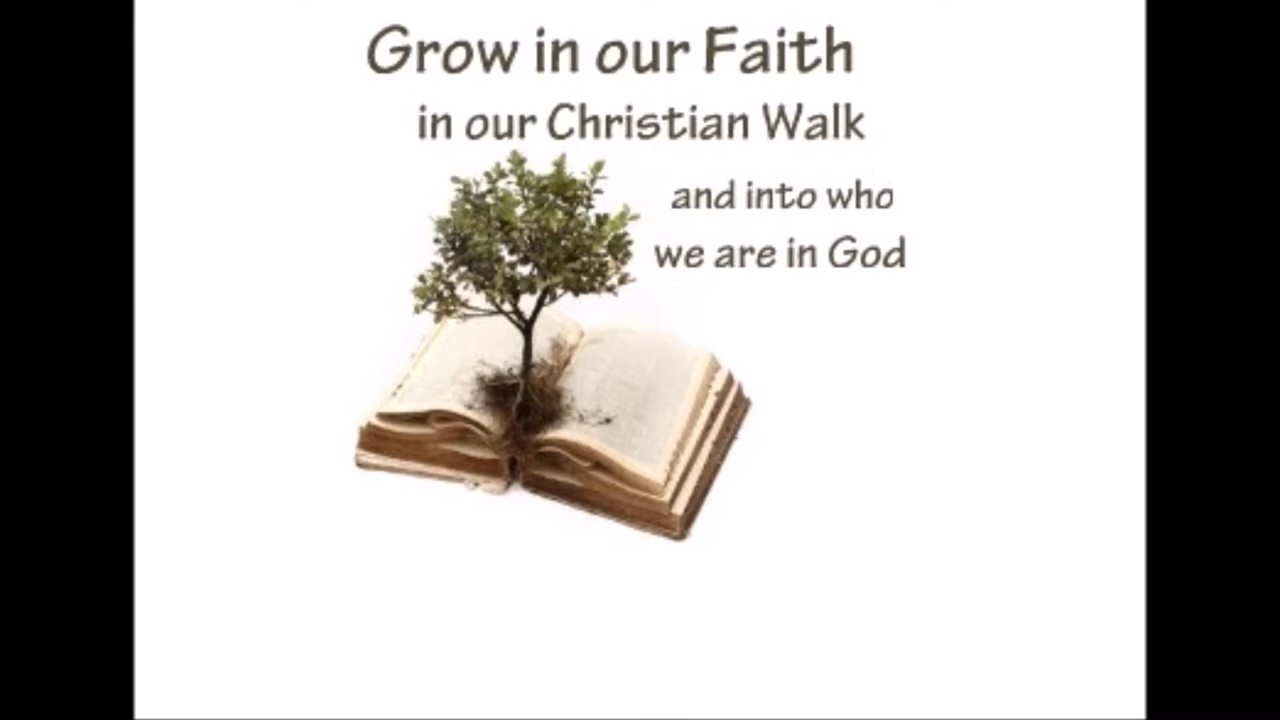 Grow in our Faith
in our Christian Walk
and into who
we are in God